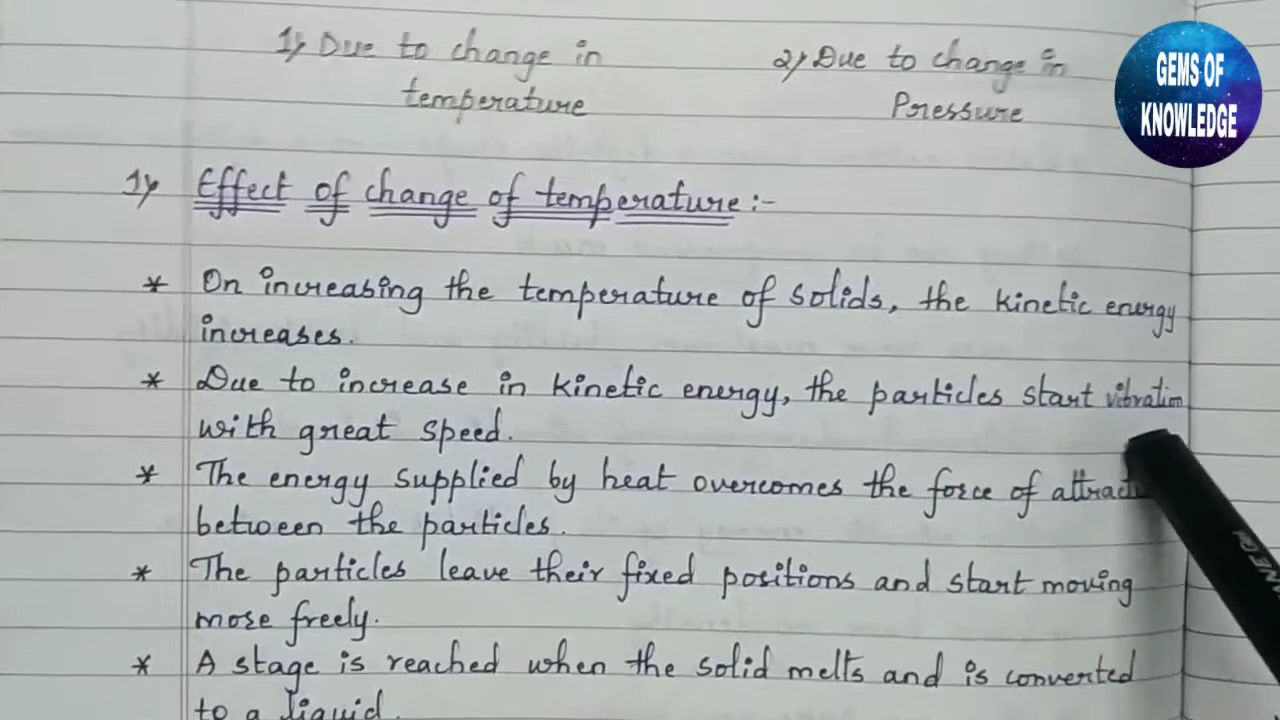 1) Due to change in
temperature
2) Due to change in
Pressure
GEMS OF
KNOWLEDGE
1) Effect of change of temperature :-
* On increasing the temperature of solids, the kinetic energy
increases.
* Due to increase in kinetic energy, the particles start vibration
with great speed.
* The energy supplied by heat overcomes the force of
between the particles.
* The particles leave their fixed positions and start moving
more freely.
* A stage is reached when the solid melts and is converted
to a liquid.